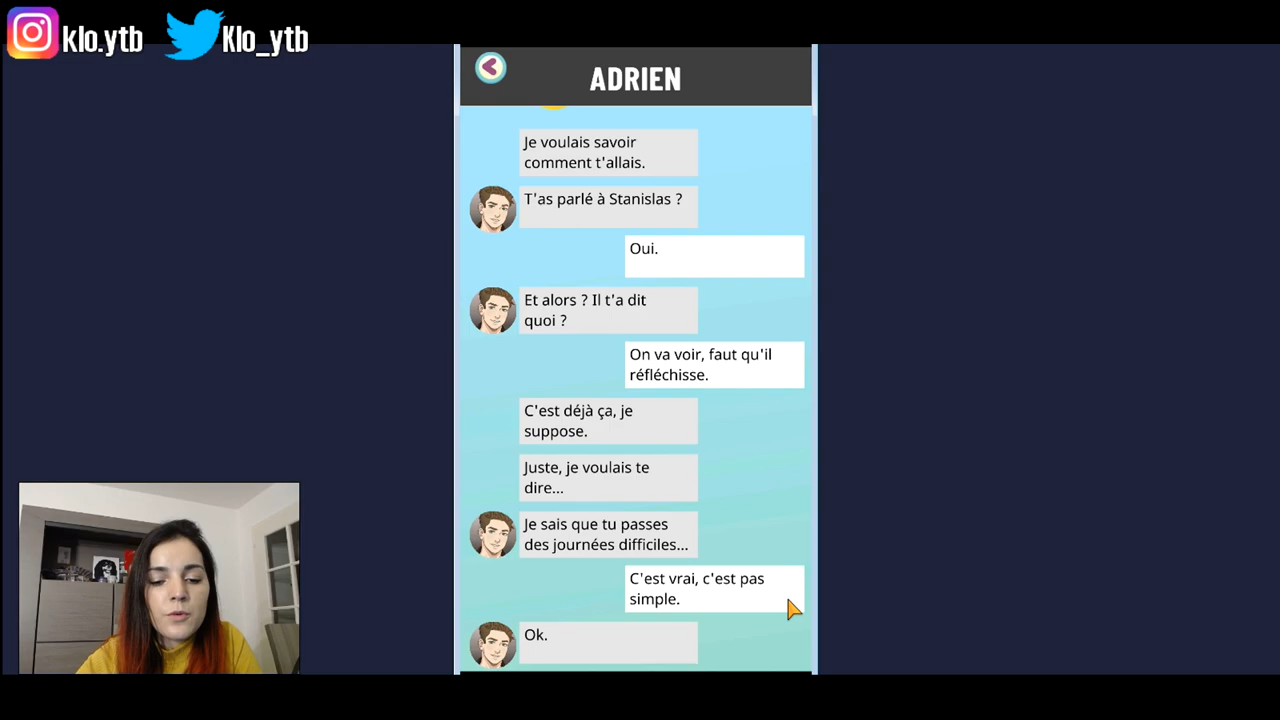 klo.ytb
Klo_ytb
ADRIEN
Je voulais savoir
comment t'allais.
T'as parlé à Stanislas ?
Oui.
Et alors ? Il t'a dit
quoi ?
On va voir, faut qu'il
réfléchisse.
C'est déjà ça, je
suppose.
Juste, je voulais te
dire...
Je sais que tu passes
des journées difficiles...
C'est vrai, c'est pas
simple.
Ok.